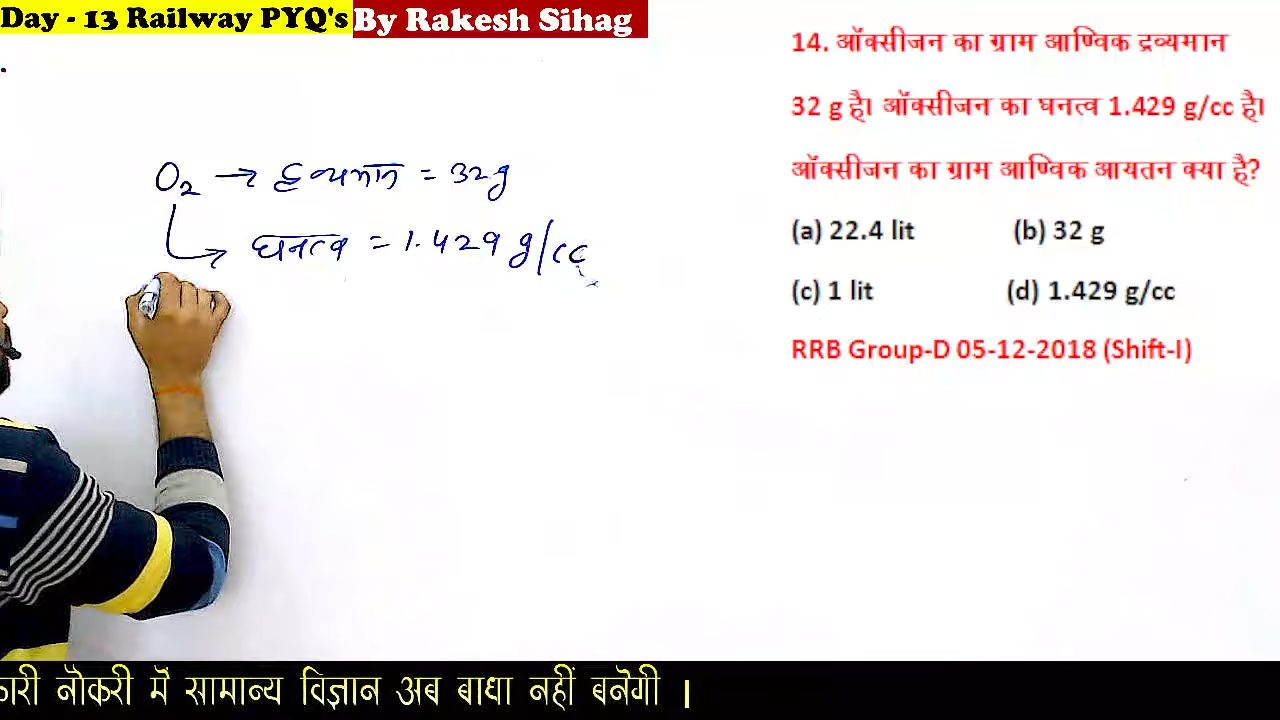 Day - 13 Railway PYQ's By Rakesh Sihag
14. ऑक्सीजन का ग्राम आण्विक द्रव्यमान
32 g है। ऑक्सीजन का घनत्व 1.429 g/cc है।
ऑक्सीजन का ग्राम आण्विक आयतन क्या है?
(a) 22.4 lit (b) 32 g
(c) 1 lit (d) 1.429 g/cc
RRB Group-D 05-12-2018 (Shift-I)
O2 → द्रव्यमान = 32g
→ घनत्व = 1.429 g/cc
नौकरी में सामान्य विज्ञान अब बाधा नहीं बनेगी ।